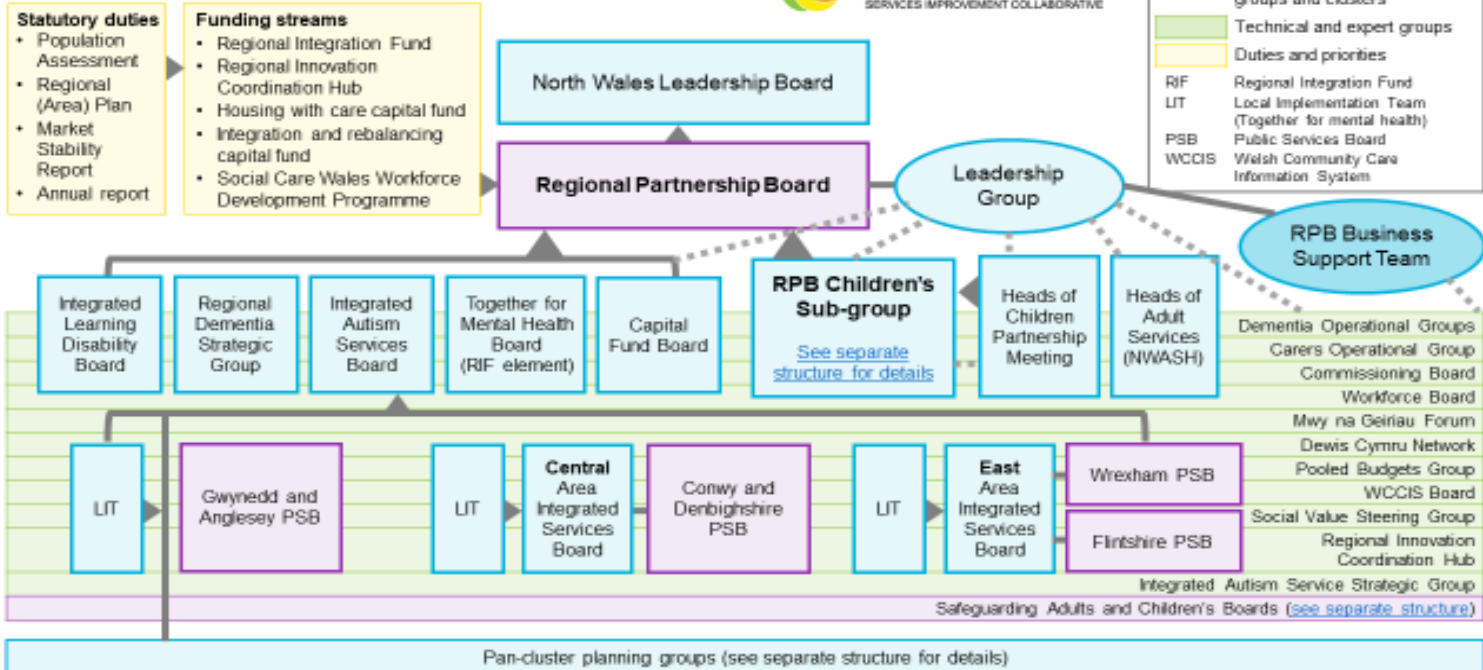 Statutory duties
• Population
Assessment
• Regional
(Area) Plan
• Market
Stability
Report
• Annual report
Funding streams
• Regional Integration Fund
• Regional Innovation
Coordination Hub
• Housing with care capital fund
• Integration and rebalancing
capital fund
• Social Care Wales Workforce
Development Programme
SERVICES IMPROVEMENT COLLABORATIVE
groups and clusters
Technical and expert groups
Duties and priorities
RIF Regional Integration Fund
LIT Local Implementation Team
(Together for mental health)
PSB Public Services Board
WCCIS Welsh Community Care
Information System
North Wales Leadership Board
Regional Partnership Board
Leadership
Group
RPB Business
Support Team
Integrated
Learning
Disability
Board
Regional
Dementia
Strategic
Group
Integrated
Autism
Services
Board
Together for
Mental Health
Board
(RIF element)
Capital
Fund Board
RPB Children's
Sub-group
See separate
structure for details
Heads of
Children
Partnership
Meeting
Heads of
Adult
Services
(NWASH)
Dementia Operational Groups
Carers Operational Group
Commissioning Board
Workforce Board
Mwy na Geiriau Forum
Dewis Cymru Network
Pooled Budgets Group
WCCIS Board
Social Value Steering Group
Regional Innovation
Coordination Hub
Integrated Autism Service Strategic Group
LIT
Gwynedd and
Anglesey PSB
LIT
Central
Area
Integrated
Services
Board
Conwy and
Denbighshire
PSB
LIT
East
Area
Integrated
Services
Board
Wrexham PSB
Flintshire PSB
Safeguarding Adults and Children's Boards (see separate structure)
Pan-cluster planning groups (see separate structure for details)